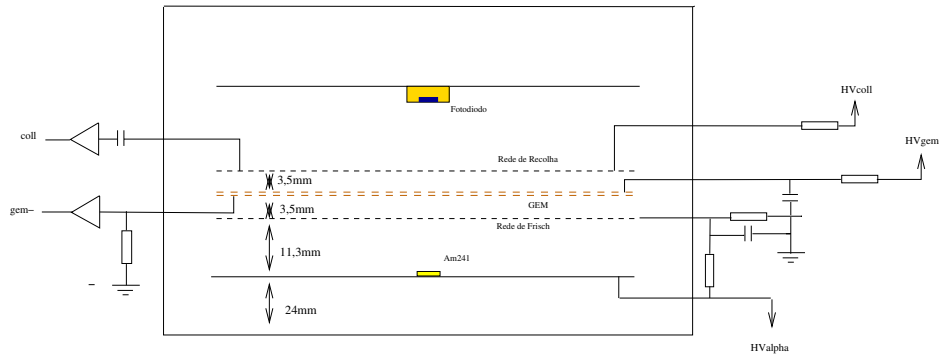 HVcoll
Fotodiodo
coll
HVgem
Rede de Recolha
3,5mm
GEM
gem–
3,5mm
Rede de Frisch
11,3mm
Am241
24mm
HValpha